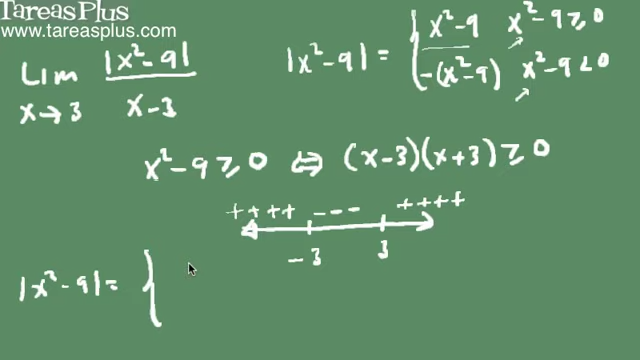 TareasPlus
www.tareasplus.com
Lim x→3 |x²-9| / x-3
|x²-9| = { x²-9 x²-9≥0
-(x²-9) x²-9<0
x²-9≥0 ⇔ (x-3)(x+3)≥0
++++ --- ++++
-3 3
|x²-9| = {